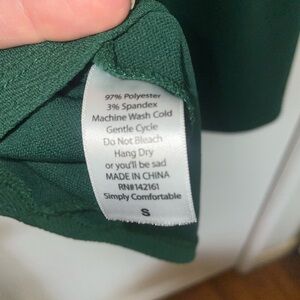 97% Polyester
3% Spandex
Machine Wash Cold
Gentle Cycle
Do Not Bleach
Hang Dry
or you'll be sad
MADE IN CHINA
RN#142161
Simply Comfortable
S